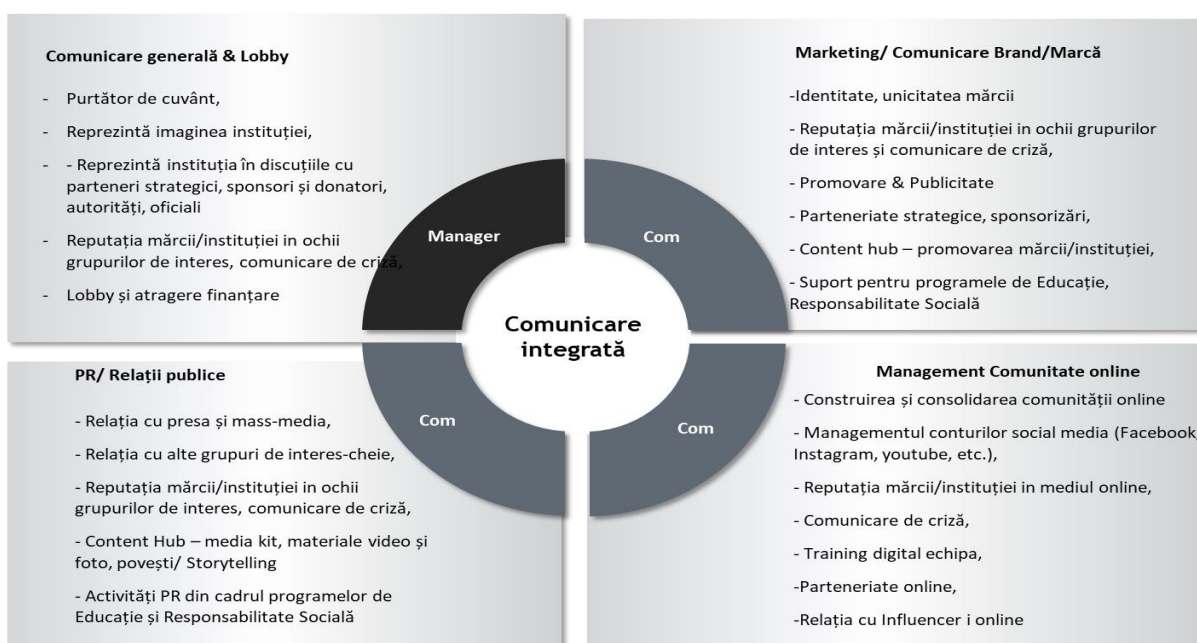 Comunicare generală & Lobby
- Purtător de cuvânt,
- Reprezintă imaginea instituției,
- - Reprezintă instituția în discuțiile cu
parteneri strategici, sponsori și donatori,
autorități, oficiali
- Reputația mărcii/instituției in ochii
grupurilor de interes, comunicare de criză,
- Lobby și atragere finanțare
Marketing/ Comunicare Brand/Marcă
-Identitate, unicitatea mărcii
- Reputația mărcii/instituției in ochii grupurilor
de interes și comunicare de criză,
- Promovare & Publicitate
- Parteneriate strategice, sponsorizări,
- Content hub – promovarea mărcii/instituției,
- Suport pentru programele de Educație,
Responsabilitate Socială
Manager
Com
Comunicare
integrată
Com
Com
PR/ Relații publice
- Relația cu presa și mass-media,
- Relația cu alte grupuri de interes-cheie,
- Reputația mărcii/instituției in ochii
grupurilor de interes, comunicare de criză,
- Content Hub – media kit, materiale video și
foto, povești/ Storytelling
- Activități PR din cadrul programelor de
Educație și Responsabilitate Socială
Management Comunitate online
- Construirea și consolidarea comunității online
- Managementul conturilor social media (Facebook,
Instagram, youtube, etc.),
- Reputația mărcii/instituției in mediul online,
- Comunicare de criză,
- Training digital echipa,
-Parteneriate online,
-Relația cu Influencer i online